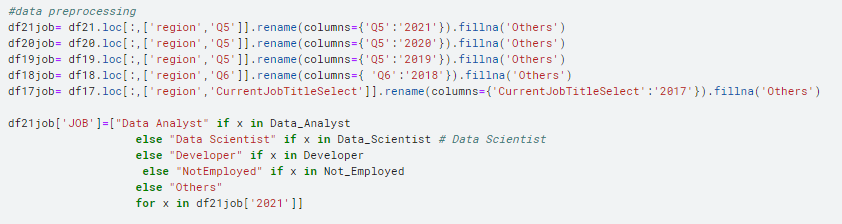 #data preprocessing
df21job= df21.loc[:,['region','Q5']].rename(columns={'Q5':'2021'}).fillna('Others')
df20job= df20.loc[:,['region','Q5']].rename(columns={'Q5':'2020'}).fillna('Others')
df19job= df19.loc[:,['region','Q5']].rename(columns={'Q5':'2019'}).fillna('Others')
df18job= df18.loc[:,['region','Q6']].rename(columns={ 'Q6':'2018'}).fillna('Others')
df17job= df17.loc[:,['region','CurrentJobTitleSelect']].rename(columns={'CurrentJobTitleSelect':'2017'}).fillna('Others')

df21job['JOB']=["Data Analyst" if x in Data_Analyst
                   else "Data Scientist" if x in Data_Scientist # Data Scientist
                   else "Developer" if x in Developer
                    else "NotEmployed" if x in Not_Employed
                   else "Others"
                   for x in df21job['2021']]